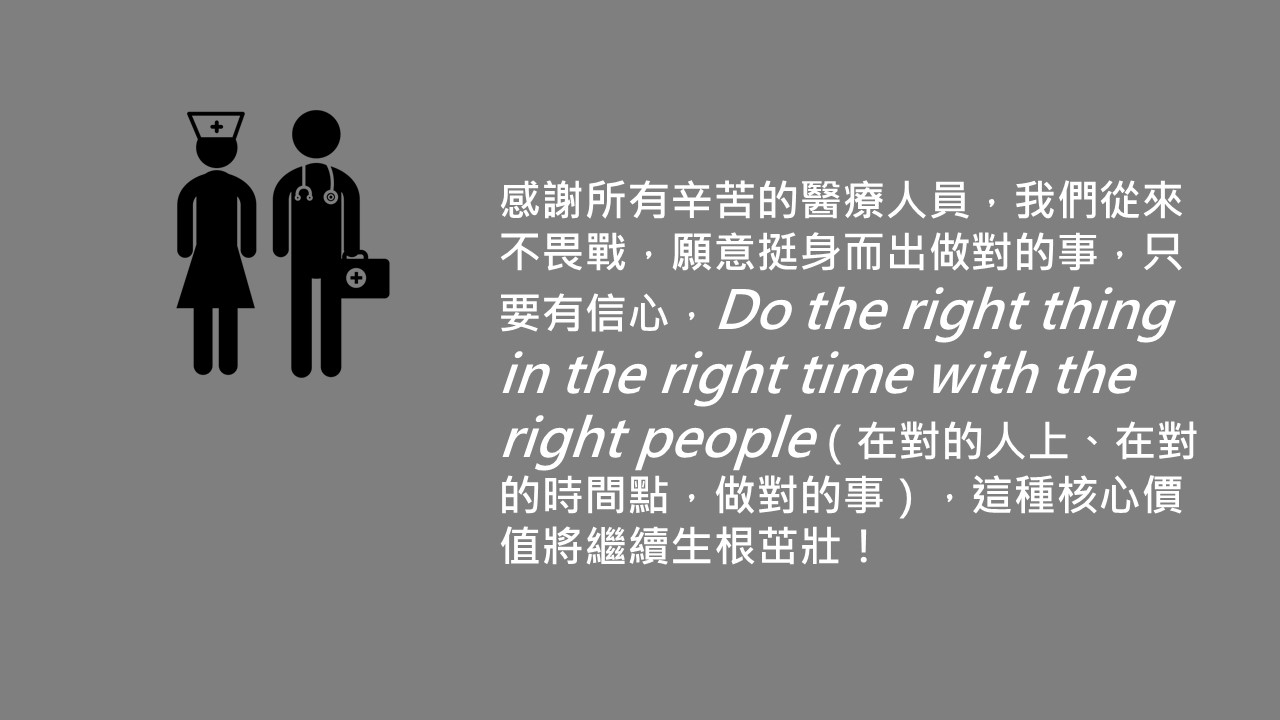 感謝所有辛苦的醫療人員，我們從來
不畏戰，願意挺身而出做對的事，只
要有信心，Do the right thing
in the right time with the
right people（在對的人上、在對
的時間點，做對的事），這種核心價
值將繼續生根茁壯！